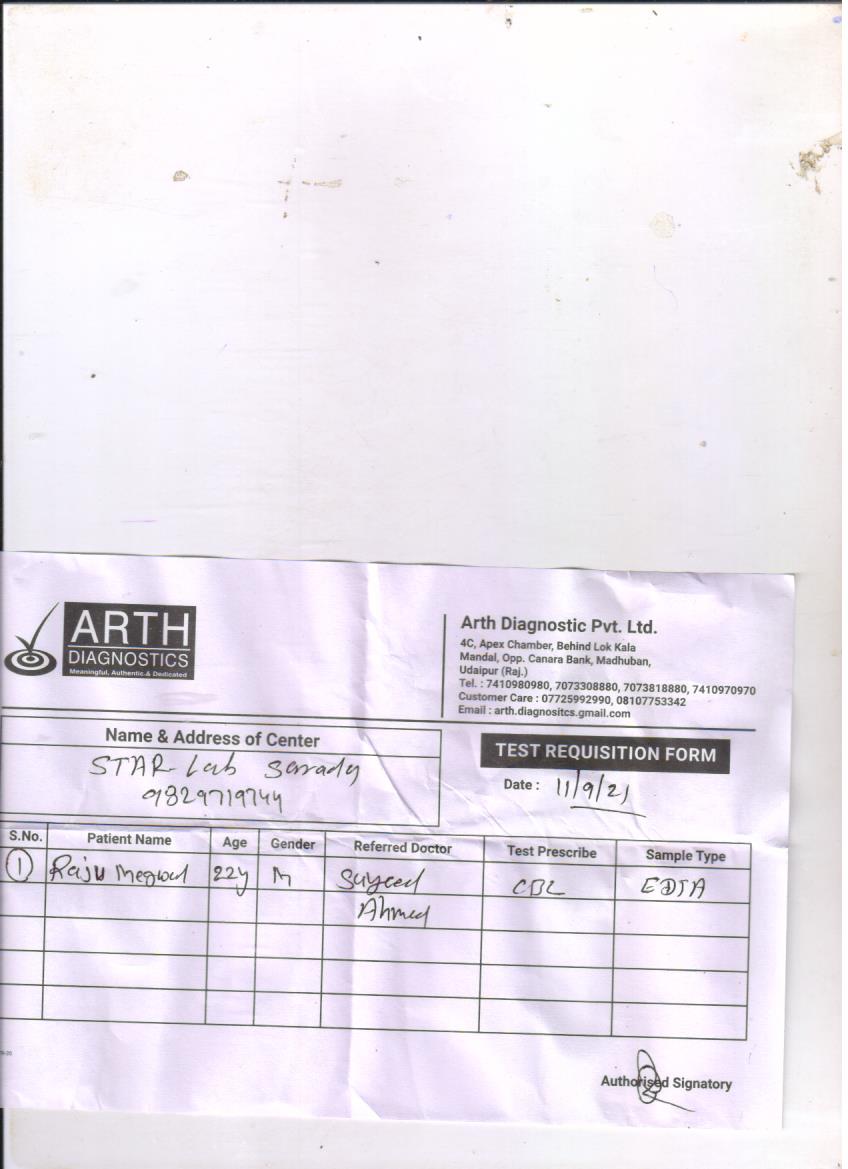 ARTH
DIAGNOSTICS
Meaningful, Authentic & Dedicated
Arth Diagnostic Pvt. Ltd.
4C, Apex Chamber, Behind Lok Kala
Mandal, Opp. Canara Bank, Madhuban,
Udaipur (Raj.)
Tel. : 7410980980, 7073308880, 7073818880, 7410970970
Customer Care : 07725992990, 08107753342
Email : arth.diagnositcs.gmail.com
Name & Address of Center
STAR Lab
9829719744
TEST REQUISITION FORM
Date : 11/9/21
S.No. Patient Name Age Gender Referred Doctor Test Prescribe Sample Type
1 Raju Megwal 22y M Sayeed CBC EDTA
Ahmed
Authorised Signatory